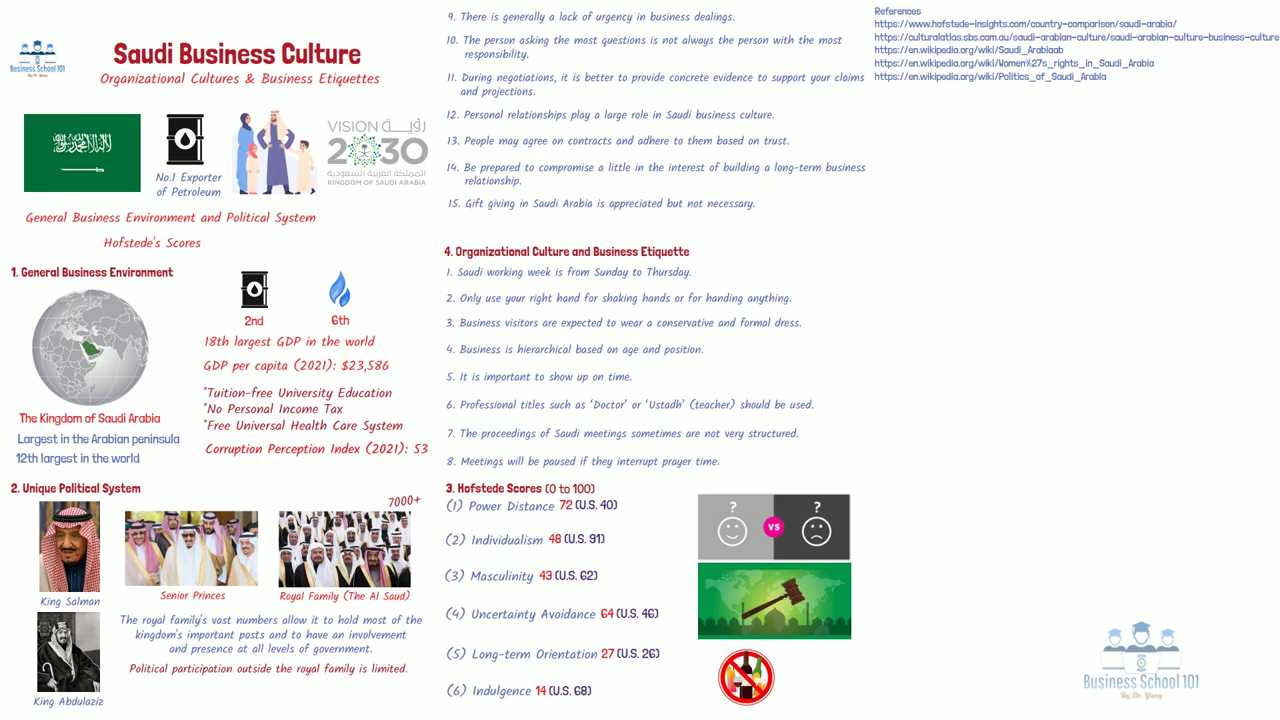 Business School 101
By Dr. Yang
Saudi Business Culture
Organizational Cultures & Business Etiquettes
No.1 Exporter
of Petroleum
VISION رؤيــة
2030
المملكة العربية السعودية
KINGDOM OF SAUDI ARABIA
General Business Environment and Political System
Hofstede's Scores
1. General Business Environment
2nd
6th
18th largest GDP in the world
GDP per capita (2021): $23,586
*Tuition-free University Education
*No Personal Income Tax
*Free Universal Health Care System
Corruption Perception Index (2021): 53
The Kingdom of Saudi Arabia
Largest in the Arabian peninsula
12th largest in the world
2. Unique Political System
7000+
King Salman
Senior Princes
Royal Family (The Al Saud)
King Abdulaziz
The royal family's vast numbers allow it to hold most of the
kingdom's important posts and to have an involvement
and presence at all levels of government.
Political participation outside the royal family is limited.
9. There is generally a lack of urgency in business dealings.
10. The person asking the most questions is not always the person with the most
responsibility.
11. During negotiations, it is better to provide concrete evidence to support your claims
and projections.
12. Personal relationships play a large role in Saudi business culture.
13. People may agree on contracts and adhere to them based on trust.
14. Be prepared to compromise a little in the interest of building a long-term business
relationship.
15. Gift giving in Saudi Arabia is appreciated but not necessary.
4. Organizational Culture and Business Etiquette
1. Saudi working week is from Sunday to Thursday.
2. Only use your right hand for shaking hands or for handing anything.
3. Business visitors are expected to wear a conservative and formal dress.
4. Business is hierarchical based on age and position.
5. It is important to show up on time.
6. Professional titles such as ‘Doctor’ or ‘Ustadh’ (teacher) should be used.
7. The proceedings of Saudi meetings sometimes are not very structured.
8. Meetings will be paused if they interrupt prayer time.
3. Hofstede Scores (0 to 100)
(1) Power Distance 72 (U.S. 40)
(2) Individualism 48 (U.S. 91)
(3) Masculinity 43 (U.S. 62)
(4) Uncertainty Avoidance 64 (U.S. 46)
(5) Long-term Orientation 27 (U.S. 26)
(6) Indulgence 14 (U.S. 68)
? VS ?
References
https://www.hofstede-insights.com/country-comparison/saudi-arabia/
https://culturalatlas.sbs.com.au/saudi-arabian-culture/saudi-arabian-culture-business-culture
https://en.wikipedia.org/wiki/Saudi_Arabiaab
https://en.wikipedia.org/wiki/Women%27s_rights_in_Saudi_Arabia
https://en.wikipedia.org/wiki/Politics_of_Saudi_Arabia
Business School 101
By Dr. Yang